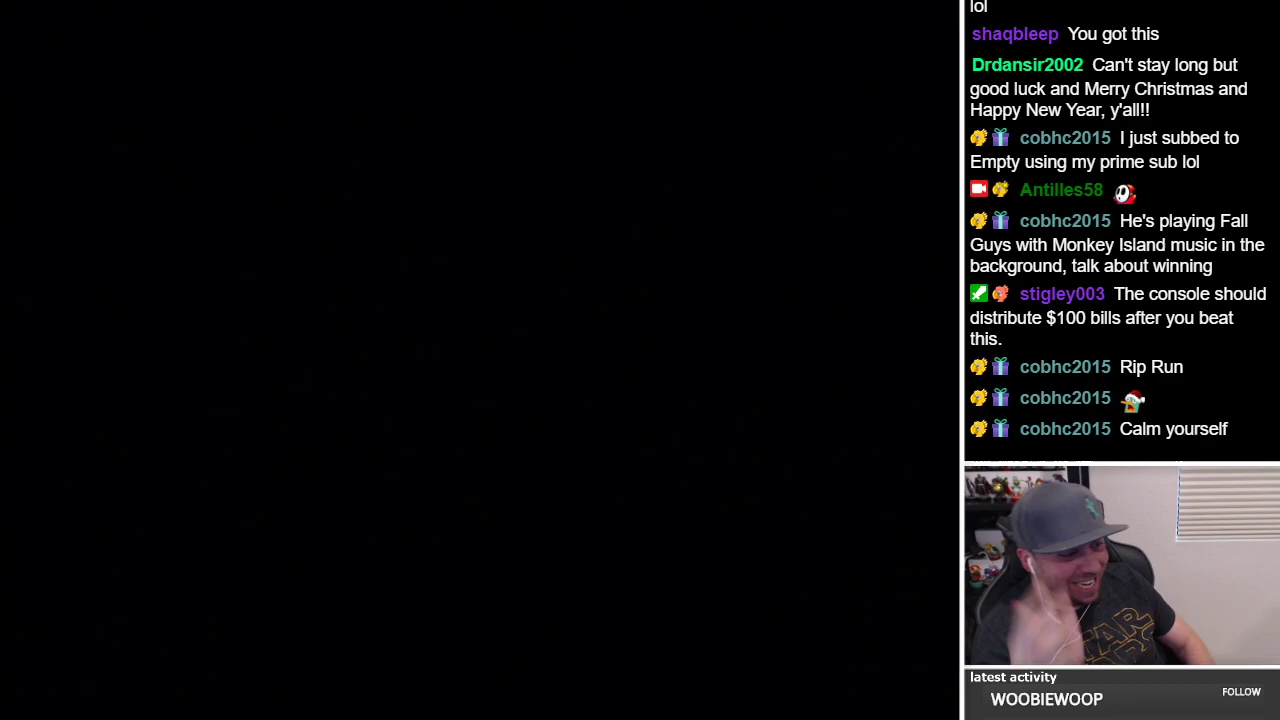 lol
shaqbleep You got this
Drdansir2002 Can't stay long but
good luck and Merry Christmas and
Happy New Year, y'all!!
cobhc2015 I just subbed to
Empty using my prime sub lol
Antilles58
cobhc2015 He's playing Fall
Guys with Monkey Island music in the
background, talk about winning
stigley003 The console should
distribute $100 bills after you beat
this.
cobhc2015 Rip Run
cobhc2015
cobhc2015 Calm yourself
STAR
WARS
latest activity
WOOBIEWOOP
FOLLOW